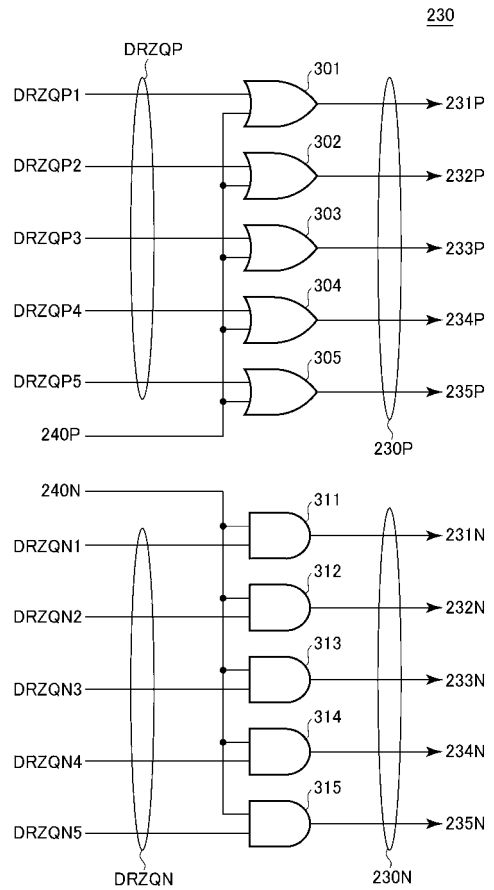 230
DRZQP
301
DRZQP1
231P
302
DRZQP2
232P
303
DRZQP3
233P
304
DRZQP4
234P
305
DRZQP5
235P
240P
230P
240N
311
DRZQN1
231N
312
DRZQN2
232N
313
DRZQN3
233N
314
DRZQN4
234N
315
DRZQN5
235N
DRZQN
230N